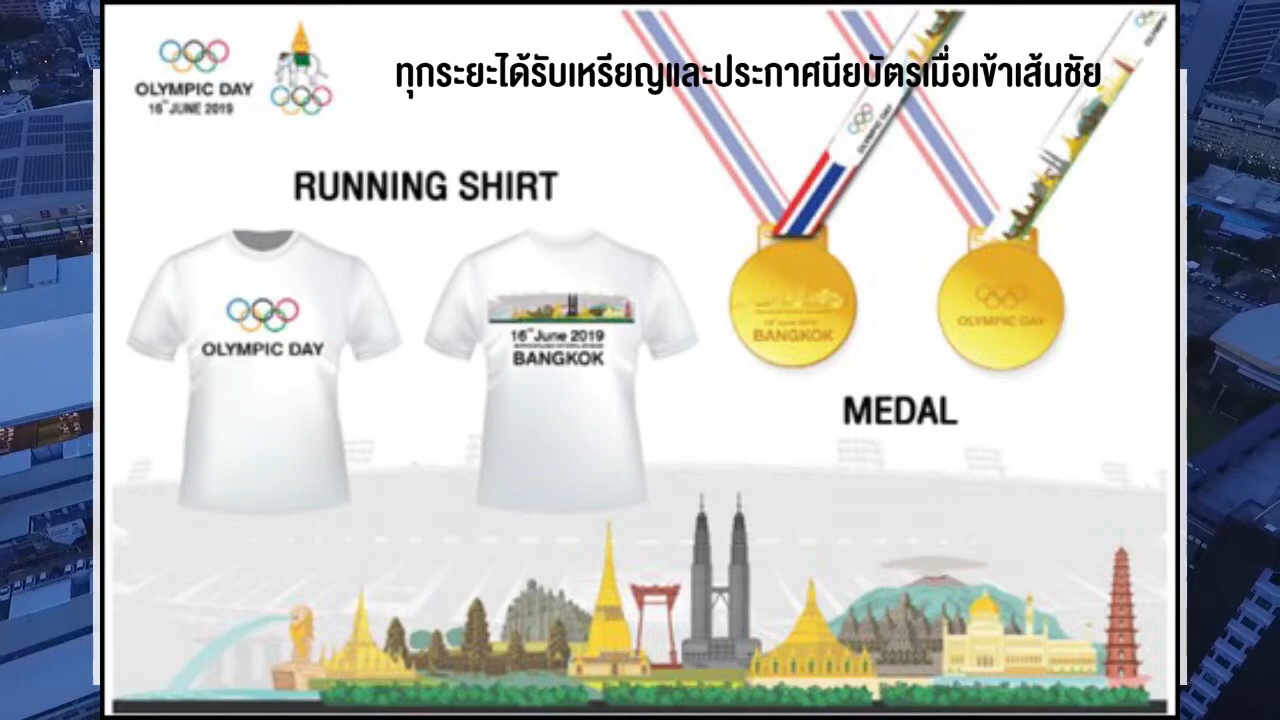 OLYMPIC DAY
16th JUNE 2019
ทุกระยะได้รับเหรียญและประกาศนียบัตรเมื่อเข้าเส้นชัย
OLYMPIC DAY
RUNNING SHIRT
OLYMPIC DAY
16th June 2019
BANGKOK
BANGKOK
OLYMPIC DAY
MEDAL